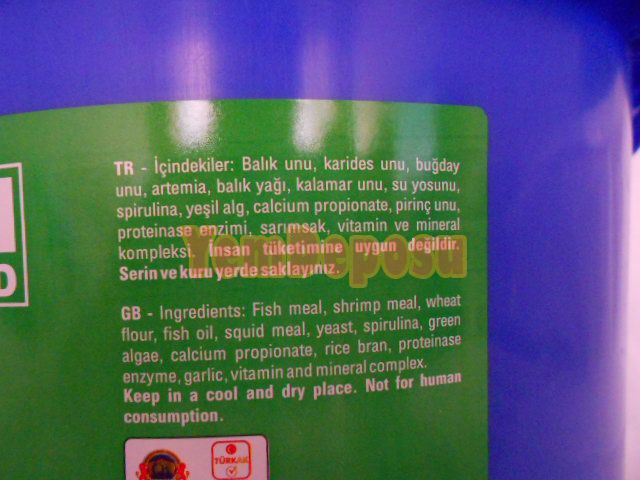 TR - İçindekiler: Balık unu, karides unu, buğday
unu, artemia, balık yağı, kalamar unu, su yosunu,
spirulina, yeşil alg, calcium propionate, pirinç unu,
proteinase enzimi, sarımsak, vitamin ve mineral
kompleksi. İnsan tüketimine uygun değildir.
YemDeposu
Serin ve kuru yerde saklayınız.
GB - Ingredients: Fish meal, shrimp meal, wheat
flour, fish oil, squid meal, yeast, spirulina, green
algae, calcium propionate, rice bran, proteinase
enzyme, garlic, vitamin and mineral complex.
Keep in a cool and dry place. Not for human
consumption.
TÜRKAK